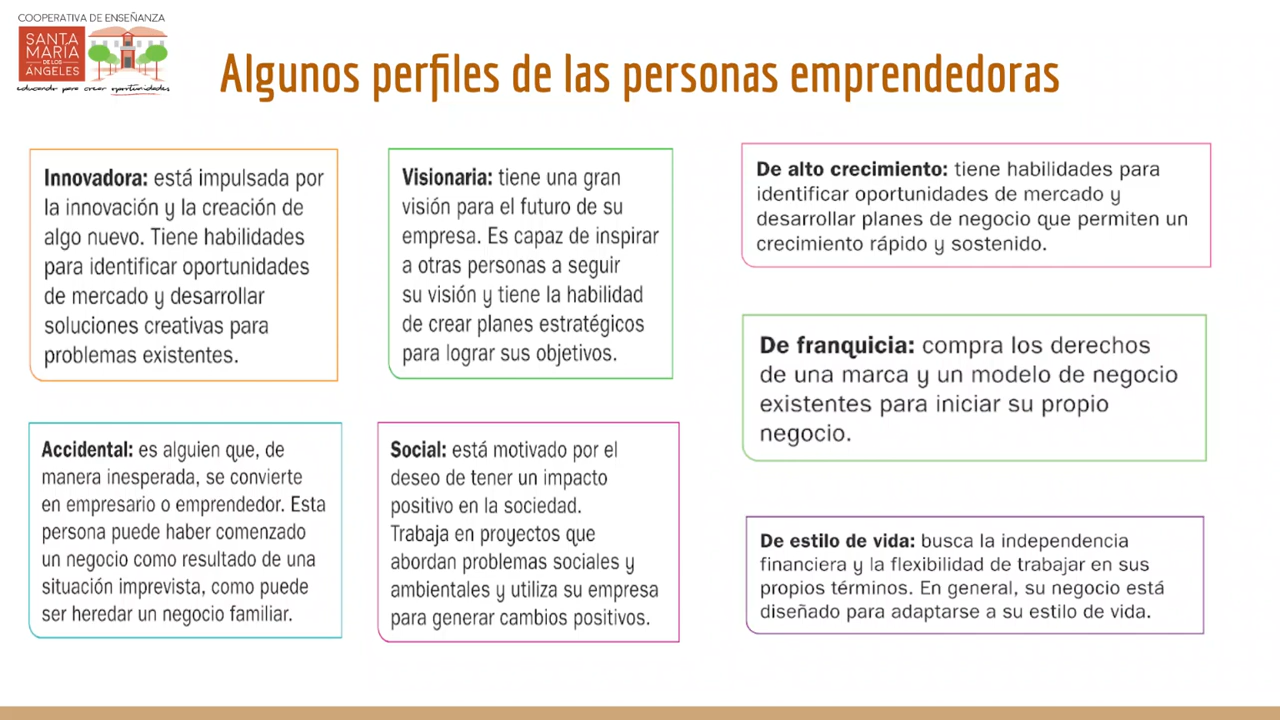 COOPERATIVA DE ENSEÑANZA
SANTA
MARÍA
DE LOS
ÁNGELES
educando para crear oportunidades
Algunos perfiles de las personas emprendedoras
Innovadora: está impulsada por
la innovación y la creación de
algo nuevo. Tiene habilidades
para identificar oportunidades
de mercado y desarrollar
soluciones creativas para
problemas existentes.
Visionaria: tiene una gran
visión para el futuro de su
empresa. Es capaz de inspirar
a otras personas a seguir
su visión y tiene la habilidad
de crear planes estratégicos
para lograr sus objetivos.
De alto crecimiento: tiene habilidades para
identificar oportunidades de mercado y
desarrollar planes de negocio que permiten un
crecimiento rápido y sostenido.
De franquicia: compra los derechos
de una marca y un modelo de negocio
existentes para iniciar su propio
negocio.
Accidental: es alguien que, de
manera inesperada, se convierte
en empresario o emprendedor. Esta
persona puede haber comenzado
un negocio como resultado de una
situación imprevista, como puede
ser heredar un negocio familiar.
Social: está motivado por el
deseo de tener un impacto
positivo en la sociedad.
Trabaja en proyectos que
abordan problemas sociales y
ambientales y utiliza su empresa
para generar cambios positivos.
De estilo de vida: busca la independencia
financiera y la flexibilidad de trabajar en sus
propios términos. En general, su negocio está
diseñado para adaptarse a su estilo de vida.